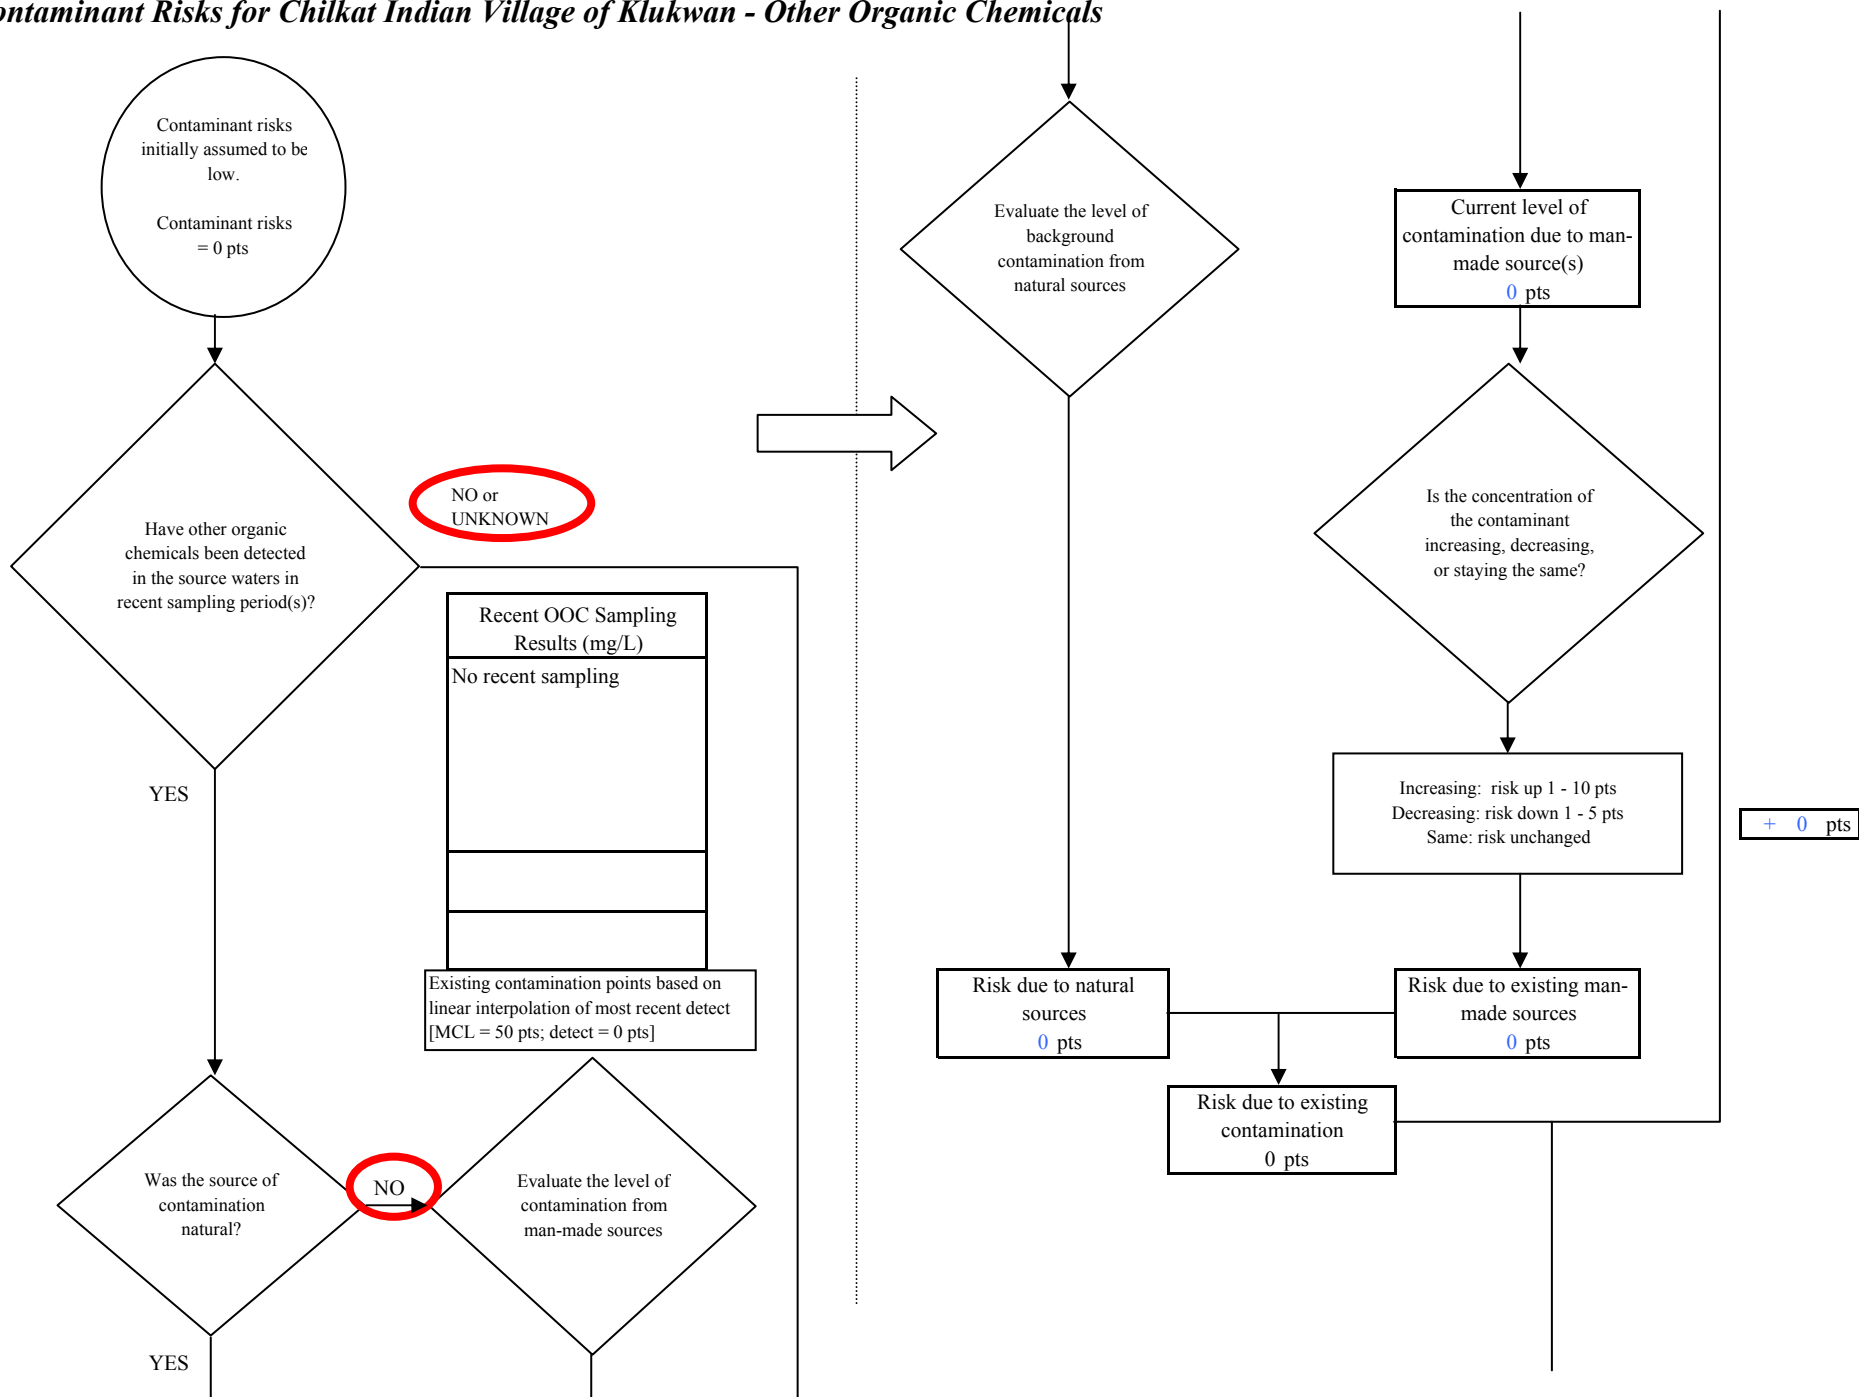 ontaminant Risks for Chilkat Indian Village of Klukwan - Other Organic Chemicals
Contaminant risks
initially assumed to be
low.
Contaminant risks
= 0 pts
Have other organic
chemicals been detected
in the source waters in
recent sampling period(s)?
NO or
UNKNOWN
Recent OOC Sampling
Results (mg/L)
No recent sampling
Existing contamination points based on
linear interpolation of most recent detect
[MCL = 50 pts; detect = 0 pts]
YES
Was the source of
contamination
natural?
NO
Evaluate the level of
contamination from
man-made sources
YES
Evaluate the level of
background
contamination from
natural sources
Current level of
contamination due to man-
made source(s)
0 pts
Is the concentration of
the contaminant
increasing, decreasing,
or staying the same?
Increasing: risk up 1 - 10 pts
Decreasing: risk down 1 - 5 pts
Same: risk unchanged
+ 0 pts
Risk due to natural
sources
0 pts
Risk due to existing man-
made sources
0 pts
Risk due to existing
contamination
0 pts